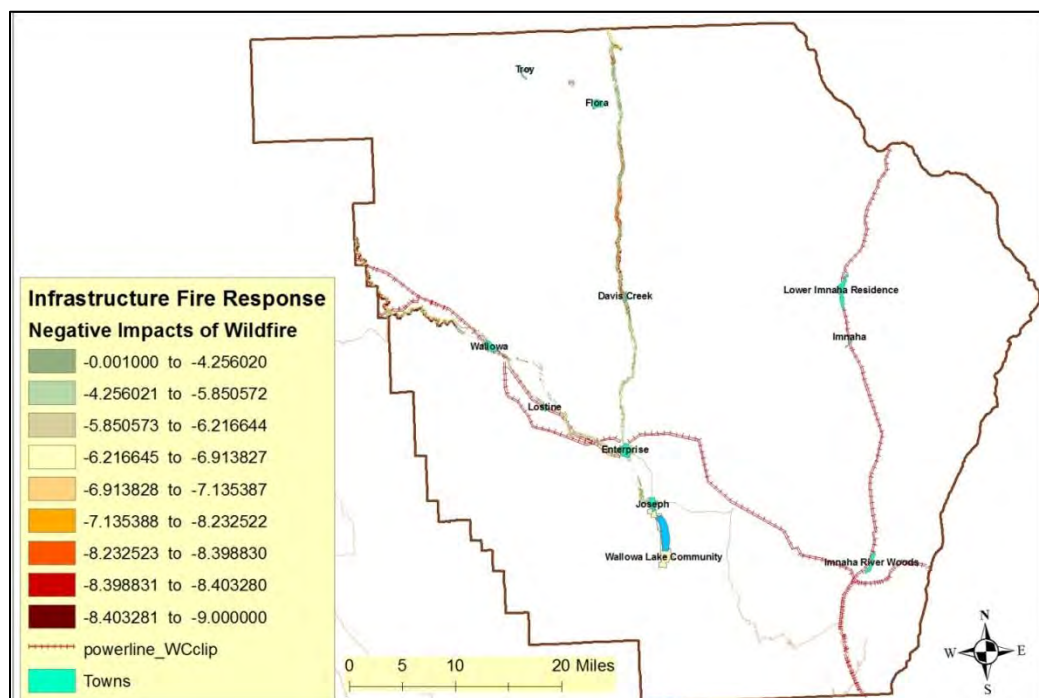 Troy
Flora
Davis Creek
Lower Imnaha Residence
Imnaha
Wallowa
Lostine
Enterprise
Joseph
Wallowa Lake Community
Imnaha River Woods
Infrastructure Fire Response
Negative Impacts of Wildfire
-0.001000 to -4.256020
-4.256021 to -5.850572
-5.850573 to -6.216644
-6.216645 to -6.913827
-6.913828 to -7.135387
-7.135388 to -8.232522
-8.232523 to -8.398830
-8.398831 to -8.403280
-8.403281 to -9.000000
powerline_WCclip
Towns
0 5 10 20 Miles
N
W E
S